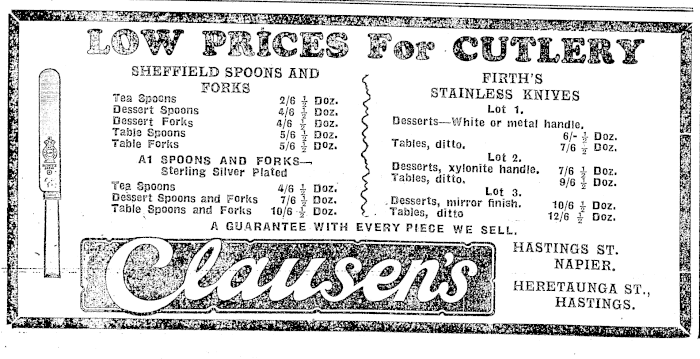 LOW PRICES For CUTLERY
SHEFFIELD SPOONS AND
FORKS
Tea Spoons 2/6 ½ Doz.
Dessert Spoons 4/6 ½ Doz.
Dessert Forks 4/6 ½ Doz.
Table Spoons 5/6 ½ Doz.
Table Forks 5/6 ½ Doz.
A1 SPOONS AND FORKS—
Sterling Silver Plated
Tea Spoons 4/6 ½ Doz.
Dessert Spoons and Forks 7/6 ½ Doz.
Table Spoons and Forks 10/6 ½ Doz.
FIRTH'S
STAINLESS KNIVES
Lot 1.
Desserts—White or metal handle.
6/- ½ Doz.
Tables, ditto. 7/6 ½ Doz.
Lot 2.
Desserts, xylonite handle. 7/6 ½ Doz.
Tables, ditto. 9/6 ½ Doz.
Lot 3.
Desserts, mirror finish. 10/6 ½ Doz.
Tables, ditto 12/6 ½ Doz.
A GUARANTEE WITH EVERY PIECE WE SELL.
Clausen's
HASTINGS ST.
NAPIER.
HERETAUNGA ST.,
HASTINGS.